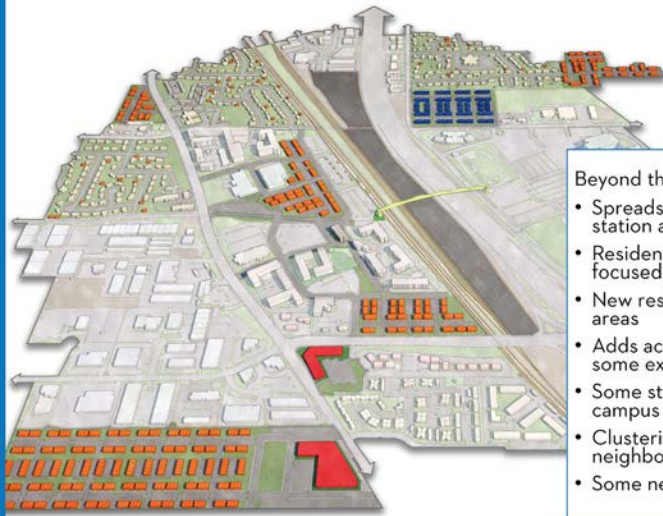 Beyond th
• Spreads
station a
• Residen
focused
• New res
areas
• Adds ac
some ex
• Some st
campus
• Clusteri
neighbo
• Some ne